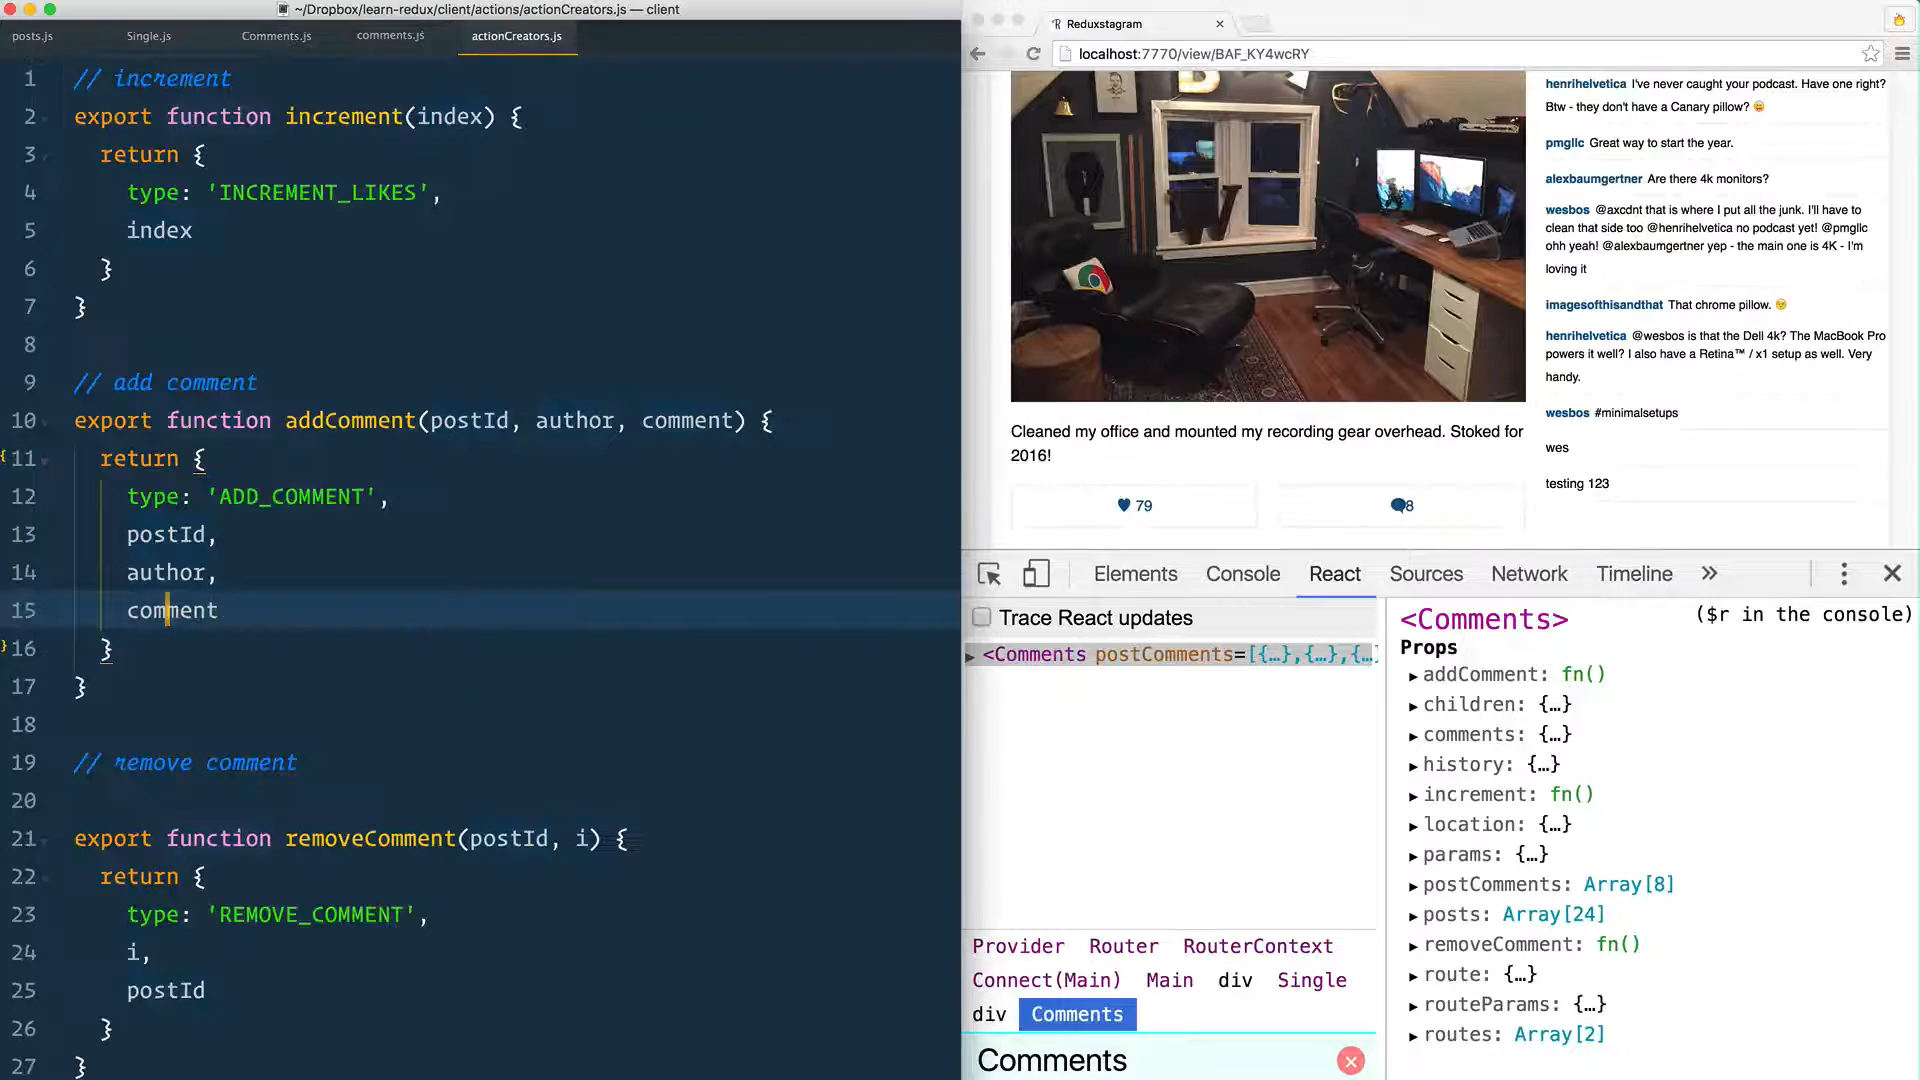 ~/Dropbox/learn-redux/client/actions/actionCreators.js — client
posts.js Single.js Comments.js comments.js actionCreators.js
1 // increment
2 export function increment(index) {
3 return {
4 type: 'INCREMENT_LIKES',
5 index
6 }
7 }
8
9 // add comment
10 export function addComment(postId, author, comment) {
11 return {
12 type: 'ADD_COMMENT',
13 postId,
14 author,
15 comment
16 }
17 }
18
19 // remove comment
20
21 export function removeComment(postId, i) {
22 return {
23 type: 'REMOVE_COMMENT',
24 i,
25 postId
26 }
27 }
Reduxstagram
localhost:7770/view/BAF_KY4wcRY
henrihelvetica I've never caught your podcast. Have one right?
Btw - they don't have a Canary pillow? 😄
pmgllc Great way to start the year.
alexbaumgertner Are there 4k monitors?
wesbos @axcdnt that is where I put all the junk. I'll have to
clean that side too @henrihelvetica no podcast yet! @pmgllc
ohh yeah! @alexbaumgertner yep - the main one is 4K - I'm
loving it
imagesofthisandthat That chrome pillow. 😍
henrihelvetica @wesbos is that the Dell 4k? The MacBook Pro
powers it well? I also have a Retina™ / x1 setup as well. Very
handy.
wesbos #minimalsetups
wes
testing 123
Cleaned my office and mounted my recording gear overhead. Stoked for
2016!
79
8
Elements Console React Sources Network Timeline »
Trace React updates
<Comments postComments=[{…},{…},{…
Provider Router RouterContext
Connect(Main) Main div Single
div Comments
Comments
<Comments> ($r in the console)
Props
addComment: fn()
children: {…}
comments: {…}
history: {…}
increment: fn()
location: {…}
params: {…}
postComments: Array[8]
posts: Array[24]
removeComment: fn()
route: {…}
routeParams: {…}
routes: Array[2]